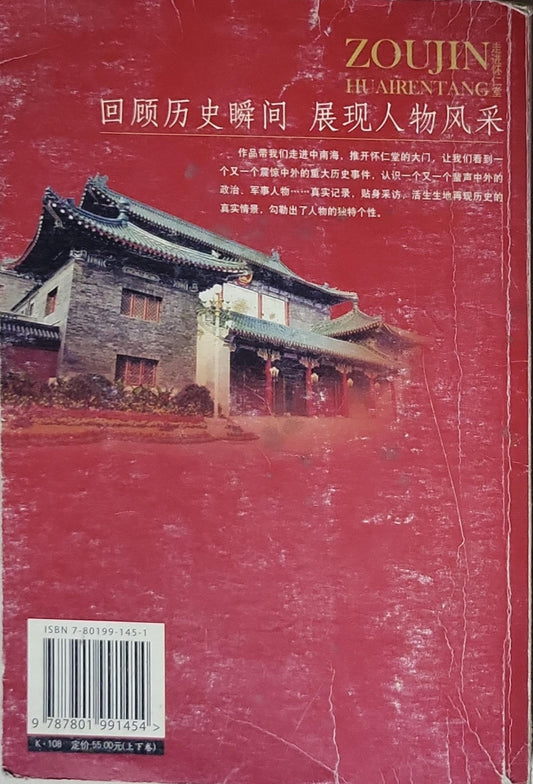 ZOUJIN
HUAIRENTANG
走进怀仁堂
回顾历史瞬间 展现人物风采
作品带我们走进中南海，推开怀仁堂的大门，让我们看到一
个又一个震惊中外的重大历史事件，认识一个又一个蜚声中外的
政治、军事人物……真实记录，贴身采访，活生生地再现历史的
真实情景，勾勒出了人物的独特个性。
ISBN 7-80199-145-1
9 787801 991454 >
K·108 定价:55.00元(上下卷)